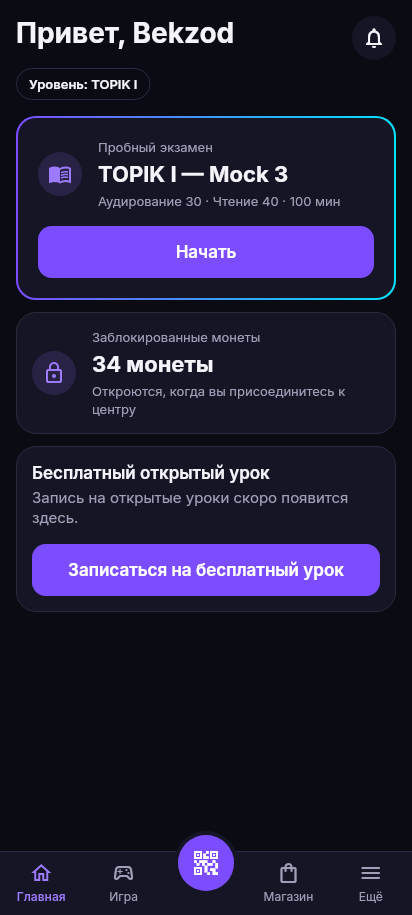 Привет, Bekzod
Уровень: TOPIK I
Пробный экзамен
TOPIK I — Mock 3
Аудирование 30 · Чтение 40 · 100 мин
Начать
Заблокированные монеты
34 монеты
Откроются, когда вы присоединитесь к
центру
Бесплатный открытый урок
Запись на открытые уроки скоро появится
здесь.
Записаться на бесплатный урок
Главная
Игра
Магазин
Ещё